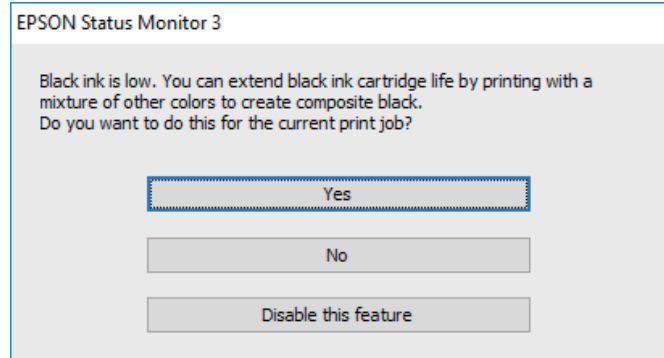 EPSON Status Monitor 3
Black ink is low. You can extend black ink cartridge life by printing with a
mixture of other colors to create composite black.
Do you want to do this for the current print job?
Yes
No
Disable this feature